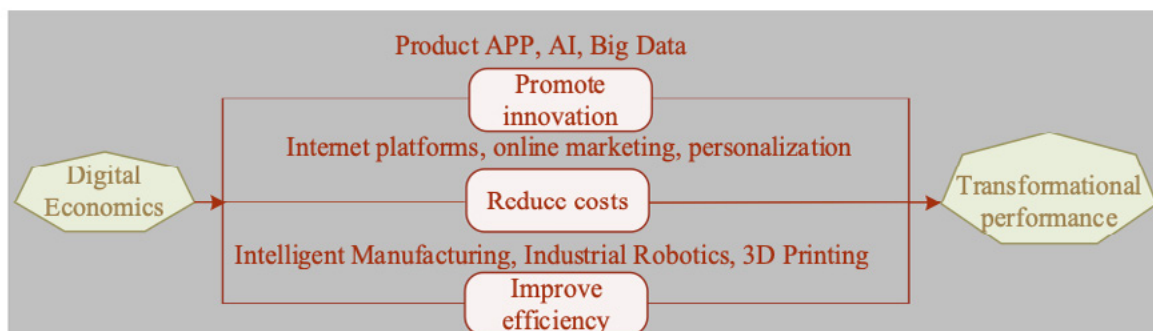 Product APP, AI, Big Data
Promote
innovation
Internet platforms, online marketing, personalization
Digital
Economics
Reduce costs
Transformational
performance
Intelligent Manufacturing, Industrial Robotics, 3D Printing
Improve
efficiency